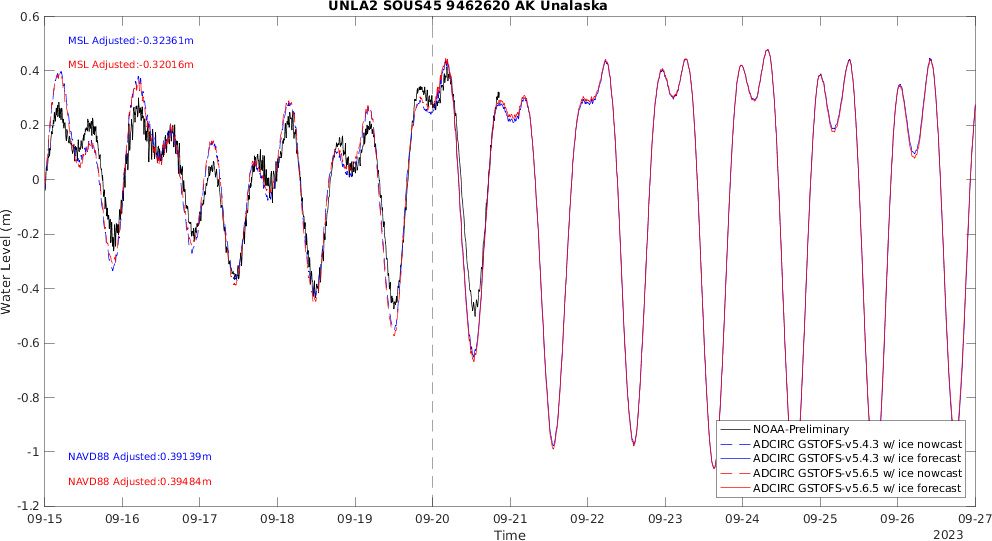 UNLA2 SOUS45 9462620 AK Unalaska
MSL Adjusted:-0.32361m
MSL Adjusted:-0.32016m
NAVD88 Adjusted:0.39139m
NAVD88 Adjusted:0.39484m
Water Level (m)
0.6
0.4
0.2
0
-0.2
-0.4
-0.6
-0.8
-1
-1.2
NOAA-Preliminary
ADCIRC GSTOFS-v5.4.3 w/ ice nowcast
ADCIRC GSTOFS-v5.4.3 w/ ice forecast
ADCIRC GSTOFS-v5.6.5 w/ ice nowcast
ADCIRC GSTOFS-v5.6.5 w/ ice forecast
09-15 09-16 09-17 09-18 09-19 09-20 09-21 09-22 09-23 09-24 09-25 09-26 09-27
Time
2023